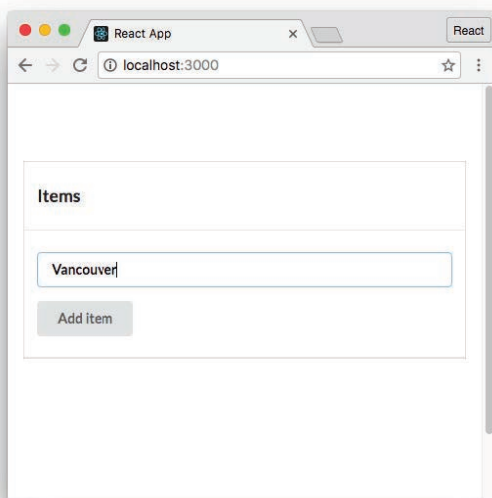 React App
React
localhost:3000
Items
Vancouver
Add item